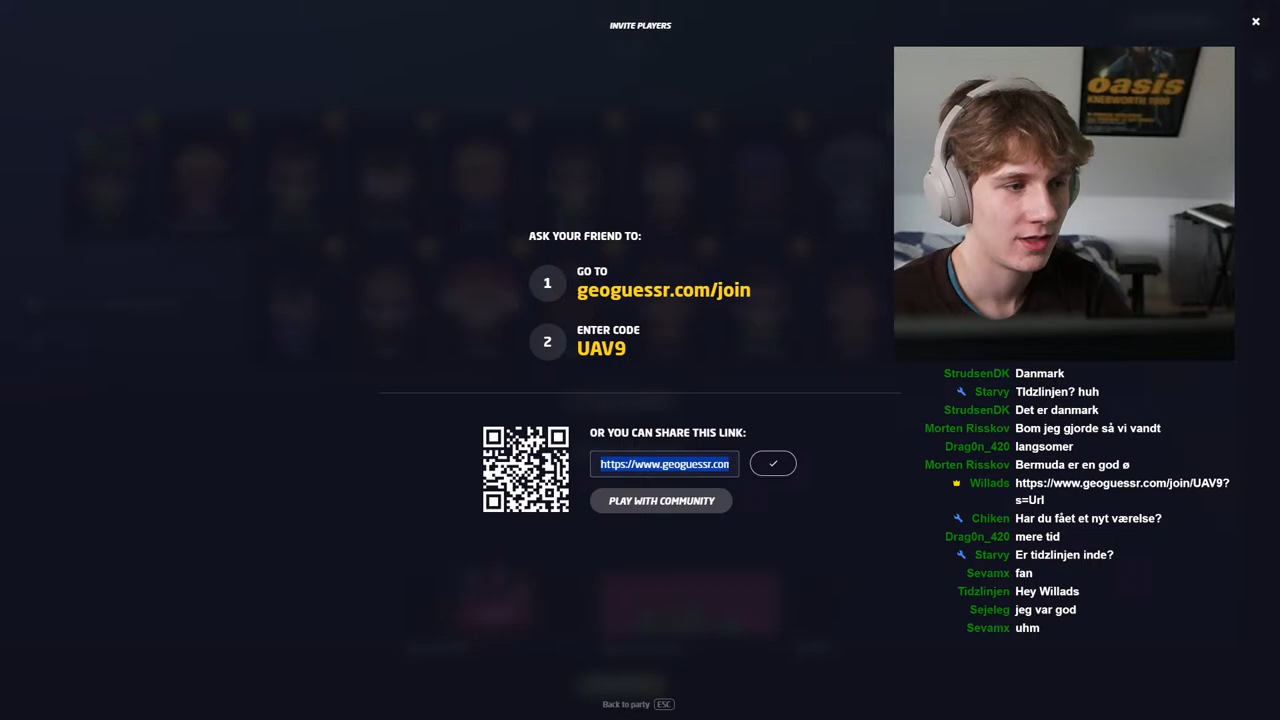 INVITE PLAYERS
oasis
KNEBWORTH 1996
ASK YOUR FRIEND TO:
1
GO TO
geoguessr.com/join
2
ENTER CODE
UAV9
OR YOU CAN SHARE THIS LINK:
https://www.geoguessr.con
PLAY WITH COMMUNITY
StrudsenDK Danmark
Starvy TIdzlinjen? huh
StrudsenDK Det er danmark
Morten Risskov Bom jeg gjorde så vi vandt
Drag0n_420 langsomer
Morten Risskov Bermuda er en god ø
Willads https://www.geoguessr.com/join/UAV9?
s=Url
Chiken Har du fået et nyt værelse?
Drag0n_420 mere tid
Starvy Er tidzlinjen inde?
Sevamx fan
Tidzlinjen Hey Willads
Sejeleg jeg var god
Sevamx uhm
Back to party ESC